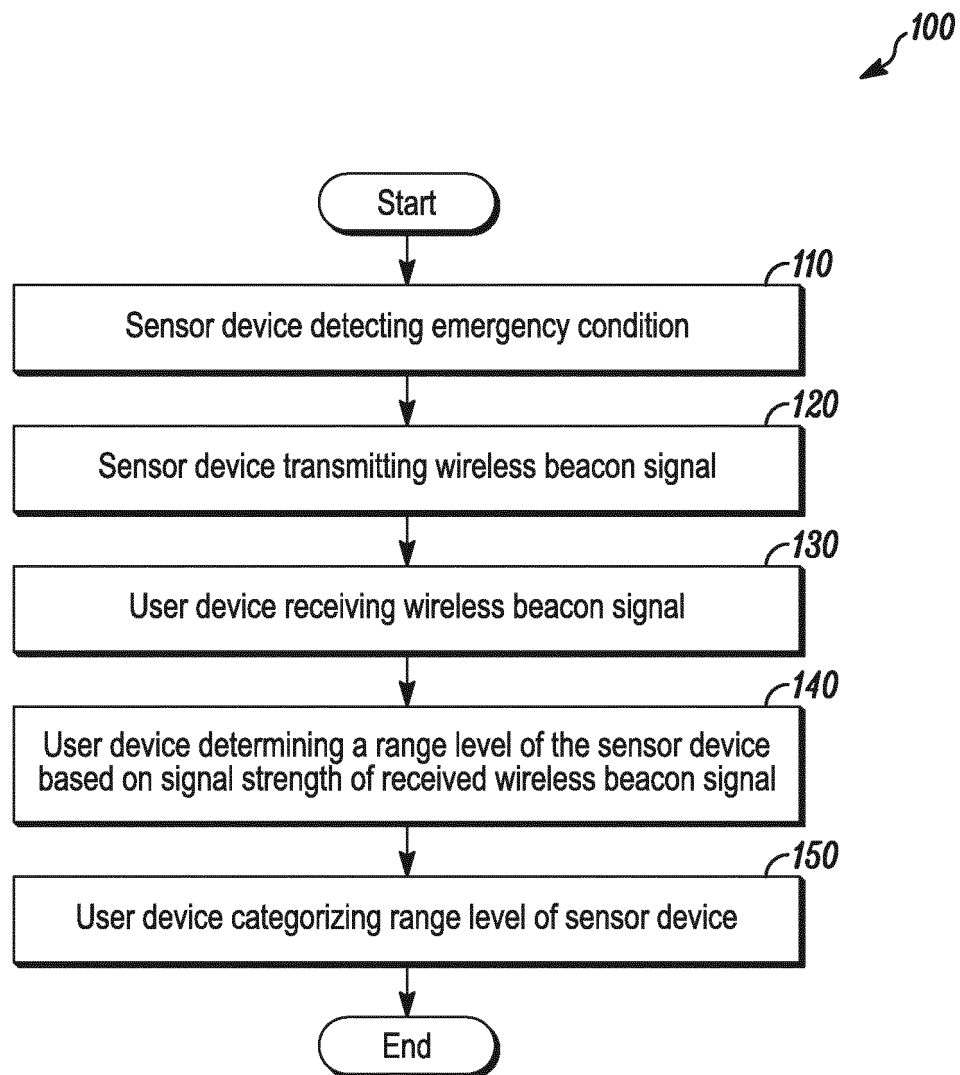 100
Start
110
Sensor device detecting emergency condition
120
Sensor device transmitting wireless beacon signal
130
User device receiving wireless beacon signal
140
User device determining a range level of the sensor device
based on signal strength of received wireless beacon signal
150
User device categorizing range level of sensor device
End